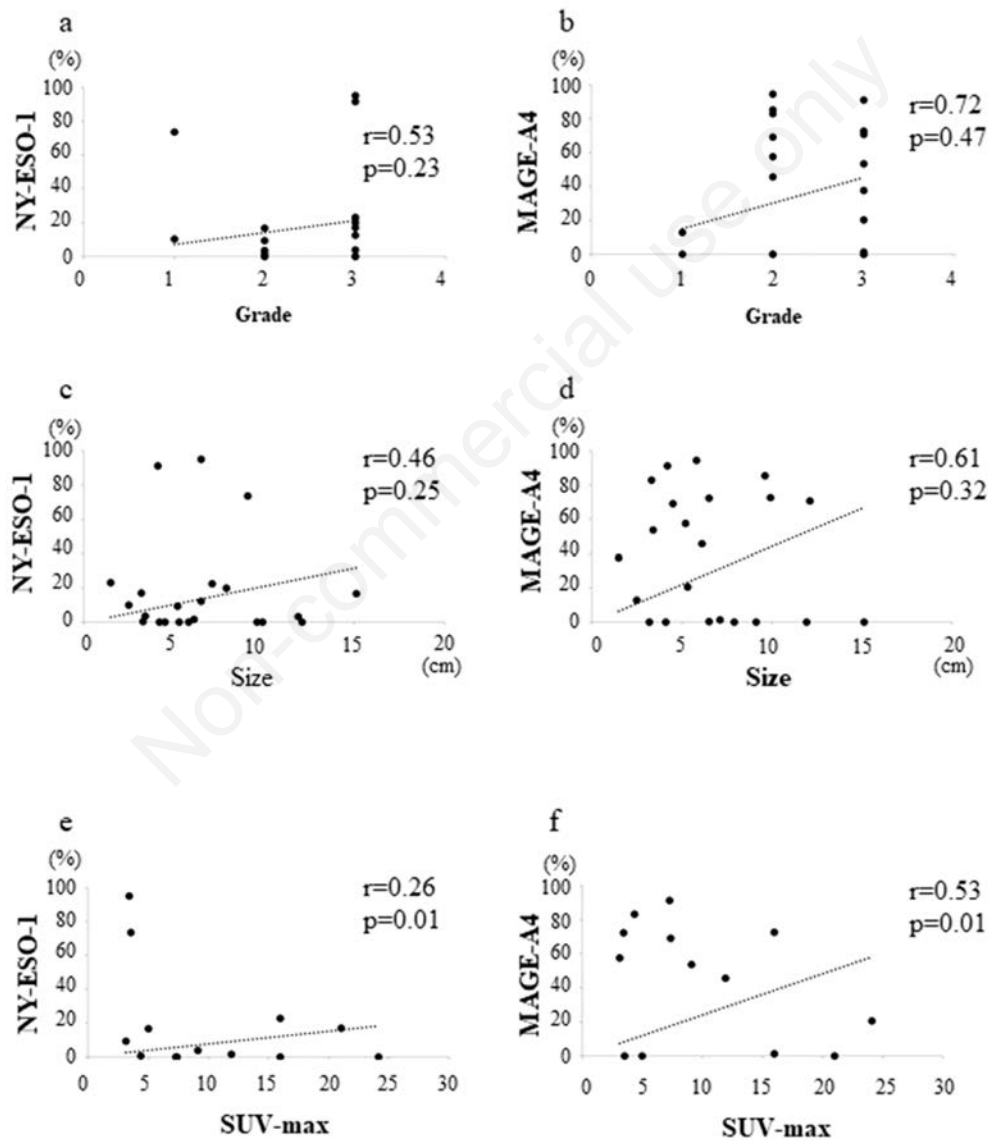 a
(%)
NY-ESO-1
100
80
60
40
20
0
r=0.53
p=0.23
0 1 2 3 4
Grade
b
(%)
MAGE-A4
100
80
60
40
20
0
r=0.72
p=0.47
0 1 2 3 4
Grade
c
(%)
NY-ESO-1
100
80
60
40
20
0
r=0.46
p=0.25
0 5 10 15 20
Size (cm)
d
(%)
MAGE-A4
100
80
60
40
20
0
r=0.61
p=0.32
0 5 10 15 20
Size (cm)
e
(%)
NY-ESO-1
100
80
60
40
20
0
r=0.26
p=0.01
0 5 10 15 20 25 30
SUV-max
f
(%)
MAGE-A4
100
80
60
40
20
0
r=0.53
p=0.01
0 5 10 15 20 25 30
SUV-max
Non-commercial use only